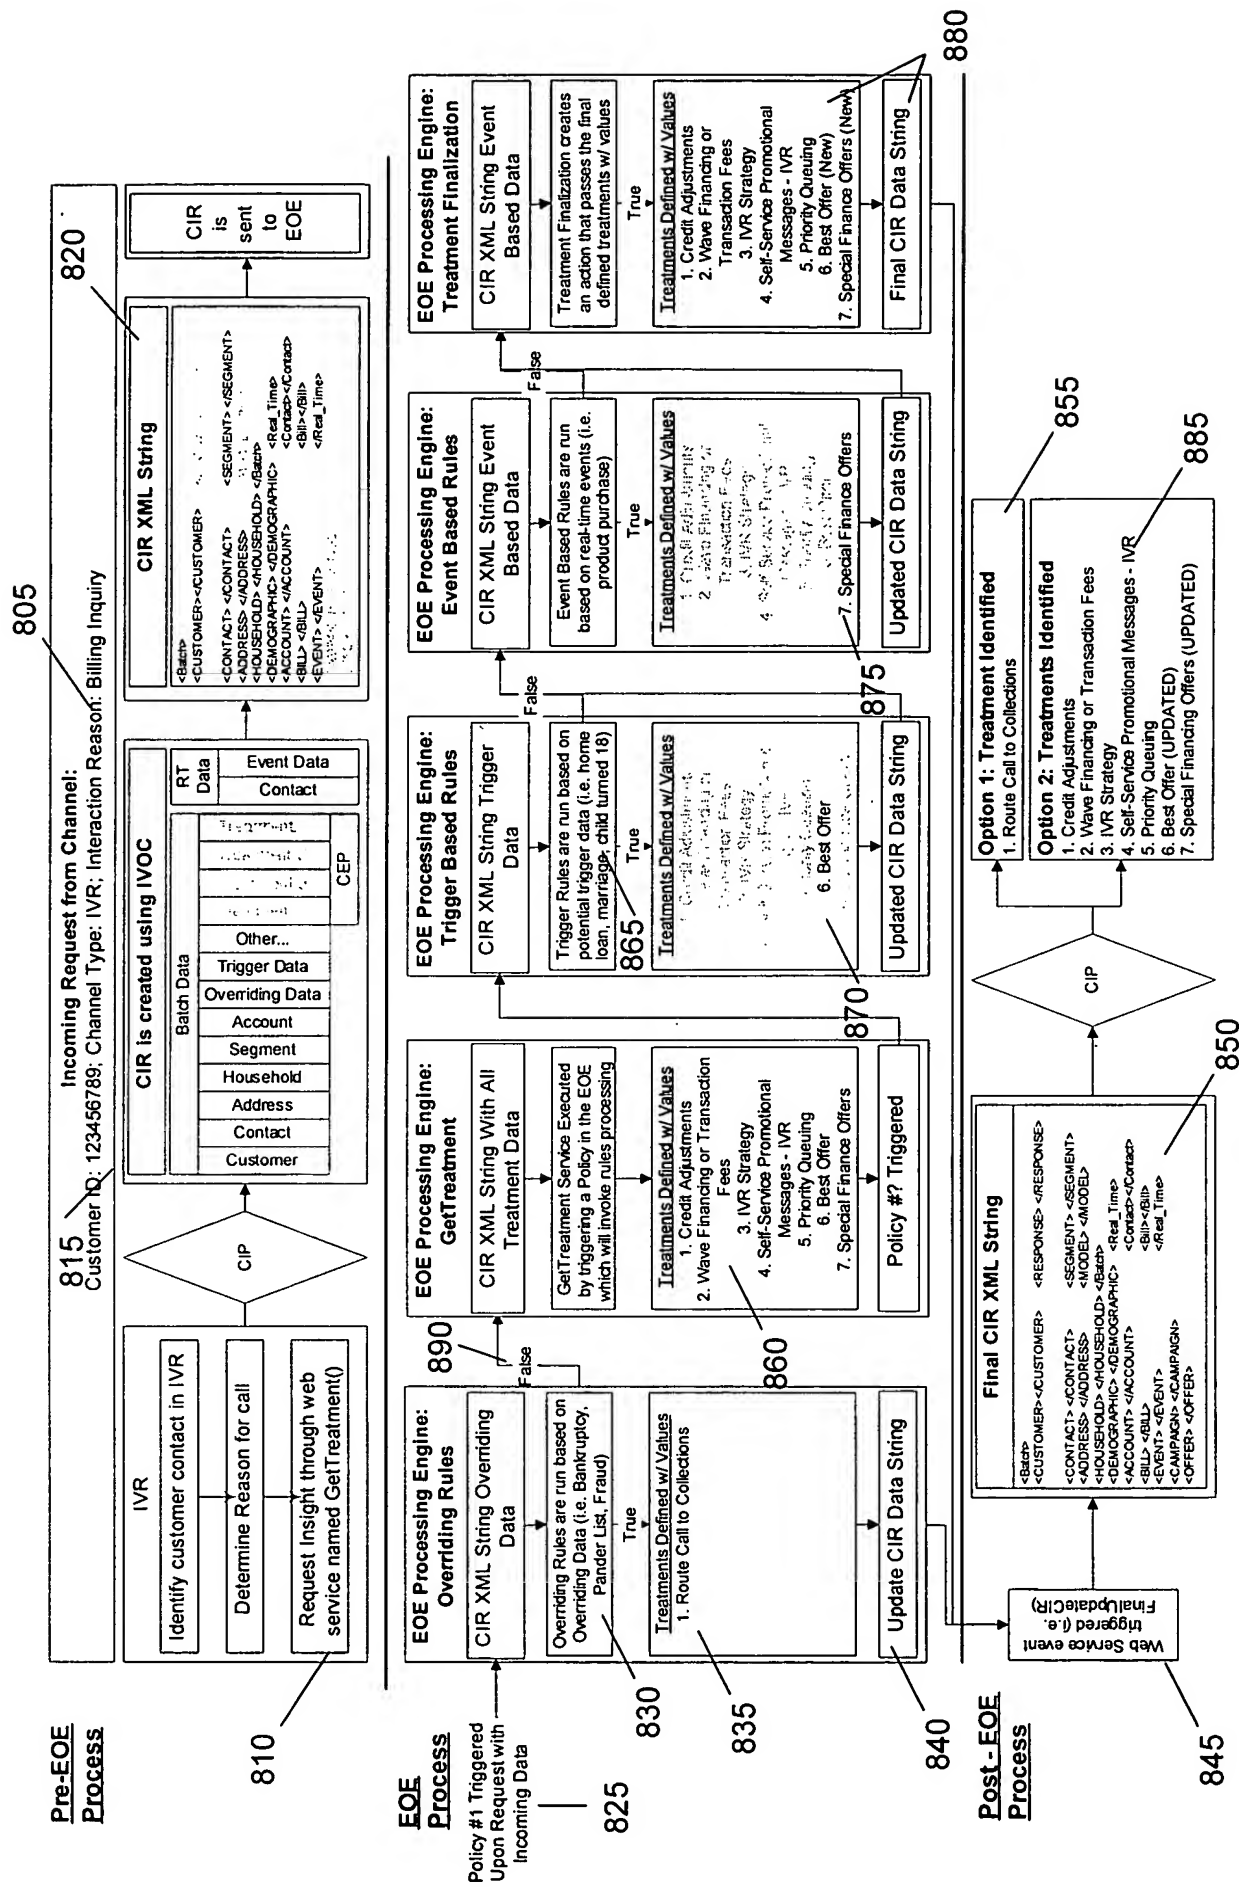 Pre-EOE
Process
Incoming Request from Channel:
Customer ID: 123456789; Channel Type: IVR; Interaction Reason: Billing Inquiry
805
815
810
820
IVR
Identify customer contact in IVR
Determine Reason for call
Request Insight through web
service named GetTreatment()
CIP
CIR is created using IVOC
Batch Data
Customer
Contact
Address
Household
Segment
Account
Overriding Data
Trigger Data
Other...
CEP
RT
Data
Event Data
Contact
CIR XML String
<Batch>
<CUSTOMER></CUSTOMER>
<CONTACT> </CONTACT> <SEGMENT> </SEGMENT>
<ADDRESS> </ADDRESS>
<HOUSEHOLD> </HOUSEHOLD> </Batch>
<DEMOGRAPHIC> </DEMOGRAPHIC> <Real_Time>
<ACCOUNT> </ACCOUNT> <Contact></Contact>
<BILL> </BILL> <Bill></Bill>
<EVENT> </EVENT> </Real_Time>
CIR
is
sent
to
EOE
EOE
Process
Policy #1 Triggered
Upon Request with
Incoming Data
825
EOE Processing Engine:
Overriding Rules
CIR XML String Overriding
Data
Overriding Rules are run based on
Overriding Data (i.e. Bankruptcy,
Pander List, Fraud)
830
True
False
890
Treatments Defined w/ Values
1. Route Call to Collections
835
Update CIR Data String
840
EOE Processing Engine:
GetTreatment
CIR XML String With All
Treatment Data
GetTreatment Service Executed
by triggering a Policy in the EOE
which will invoke rules processing
Treatments Defined w/ Values
1. Credit Adjustments
2. Wave Financing or Transaction
Fees
3. IVR Strategy
4. Self-Service Promotional
Messages - IVR
5. Priority Queuing
6. Best Offer
7. Special Finance Offers
860
Policy #? Triggered
EOE Processing Engine:
Trigger Based Rules
CIR XML String Trigger
Data
Trigger Rules are run based on
potential trigger data (i.e. home
loan, marriage, child turned 18)
865
True
False
Treatments Defined w/ Values
6. Best Offer
870
Updated CIR Data String
EOE Processing Engine:
Event Based Rules
CIR XML String Event
Based Data
Event Based Rules are run
based on real-time events (i.e.
product purchase)
True
False
Treatments Defined w/ Values
7. Special Finance Offers
875
Updated CIR Data String
EOE Processing Engine:
Treatment Finalization
CIR XML String Event
Based Data
Treatment Finalization creates
an action that passes the final
defined treatments w/ values
True
Treatments Defined w/ Values
1. Credit Adjustments
2. Wave Financing or
Transaction Fees
3. IVR Strategy
4. Self-Service Promotional
Messages - IVR
5. Priority Queuing
6. Best Offer (New)
7. Special Finance Offers (New)
Final CIR Data String
880
Post - EOE
Process
Web Service event
triggered (i.e.
FinalUpdateCIR)
845
Final CIR XML String
<Batch>
<CUSTOMER></CUSTOMER> <RESPONSE> </RESPONSE>
<CONTACT> </CONTACT> <SEGMENT> </SEGMENT>
<ADDRESS> </ADDRESS> <MODEL> </MODEL>
<HOUSEHOLD> </HOUSEHOLD> </Batch>
<DEMOGRAPHIC> </DEMOGRAPHIC> <Real_Time>
<ACCOUNT> </ACCOUNT> <Contact></Contact>
<BILL> </BILL> <Bill></Bill>
<EVENT> </EVENT> </Real_Time>
<CAMPAIGN> </CAMPAIGN>
<OFFER> </OFFER>
850
CIP
Option 1: Treatment Identified
1. Route Call to Collections
855
Option 2: Treatments Identified
1. Credit Adjustments
2. Wave Financing or Transaction Fees
3. IVR Strategy
4. Self-Service Promotional Messages - IVR
5. Priority Queuing
6. Best Offer (UPDATED)
7. Special Financing Offers (UPDATED)
885